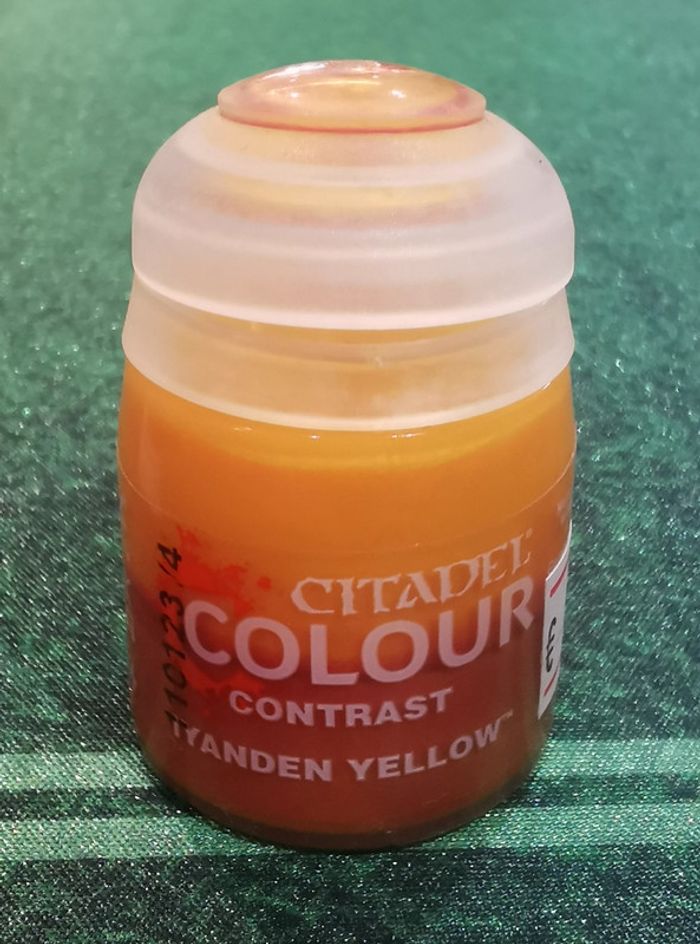 CITADEL
COLOUR
CONTRAST
IYANDEN YELLOW™
110123/4